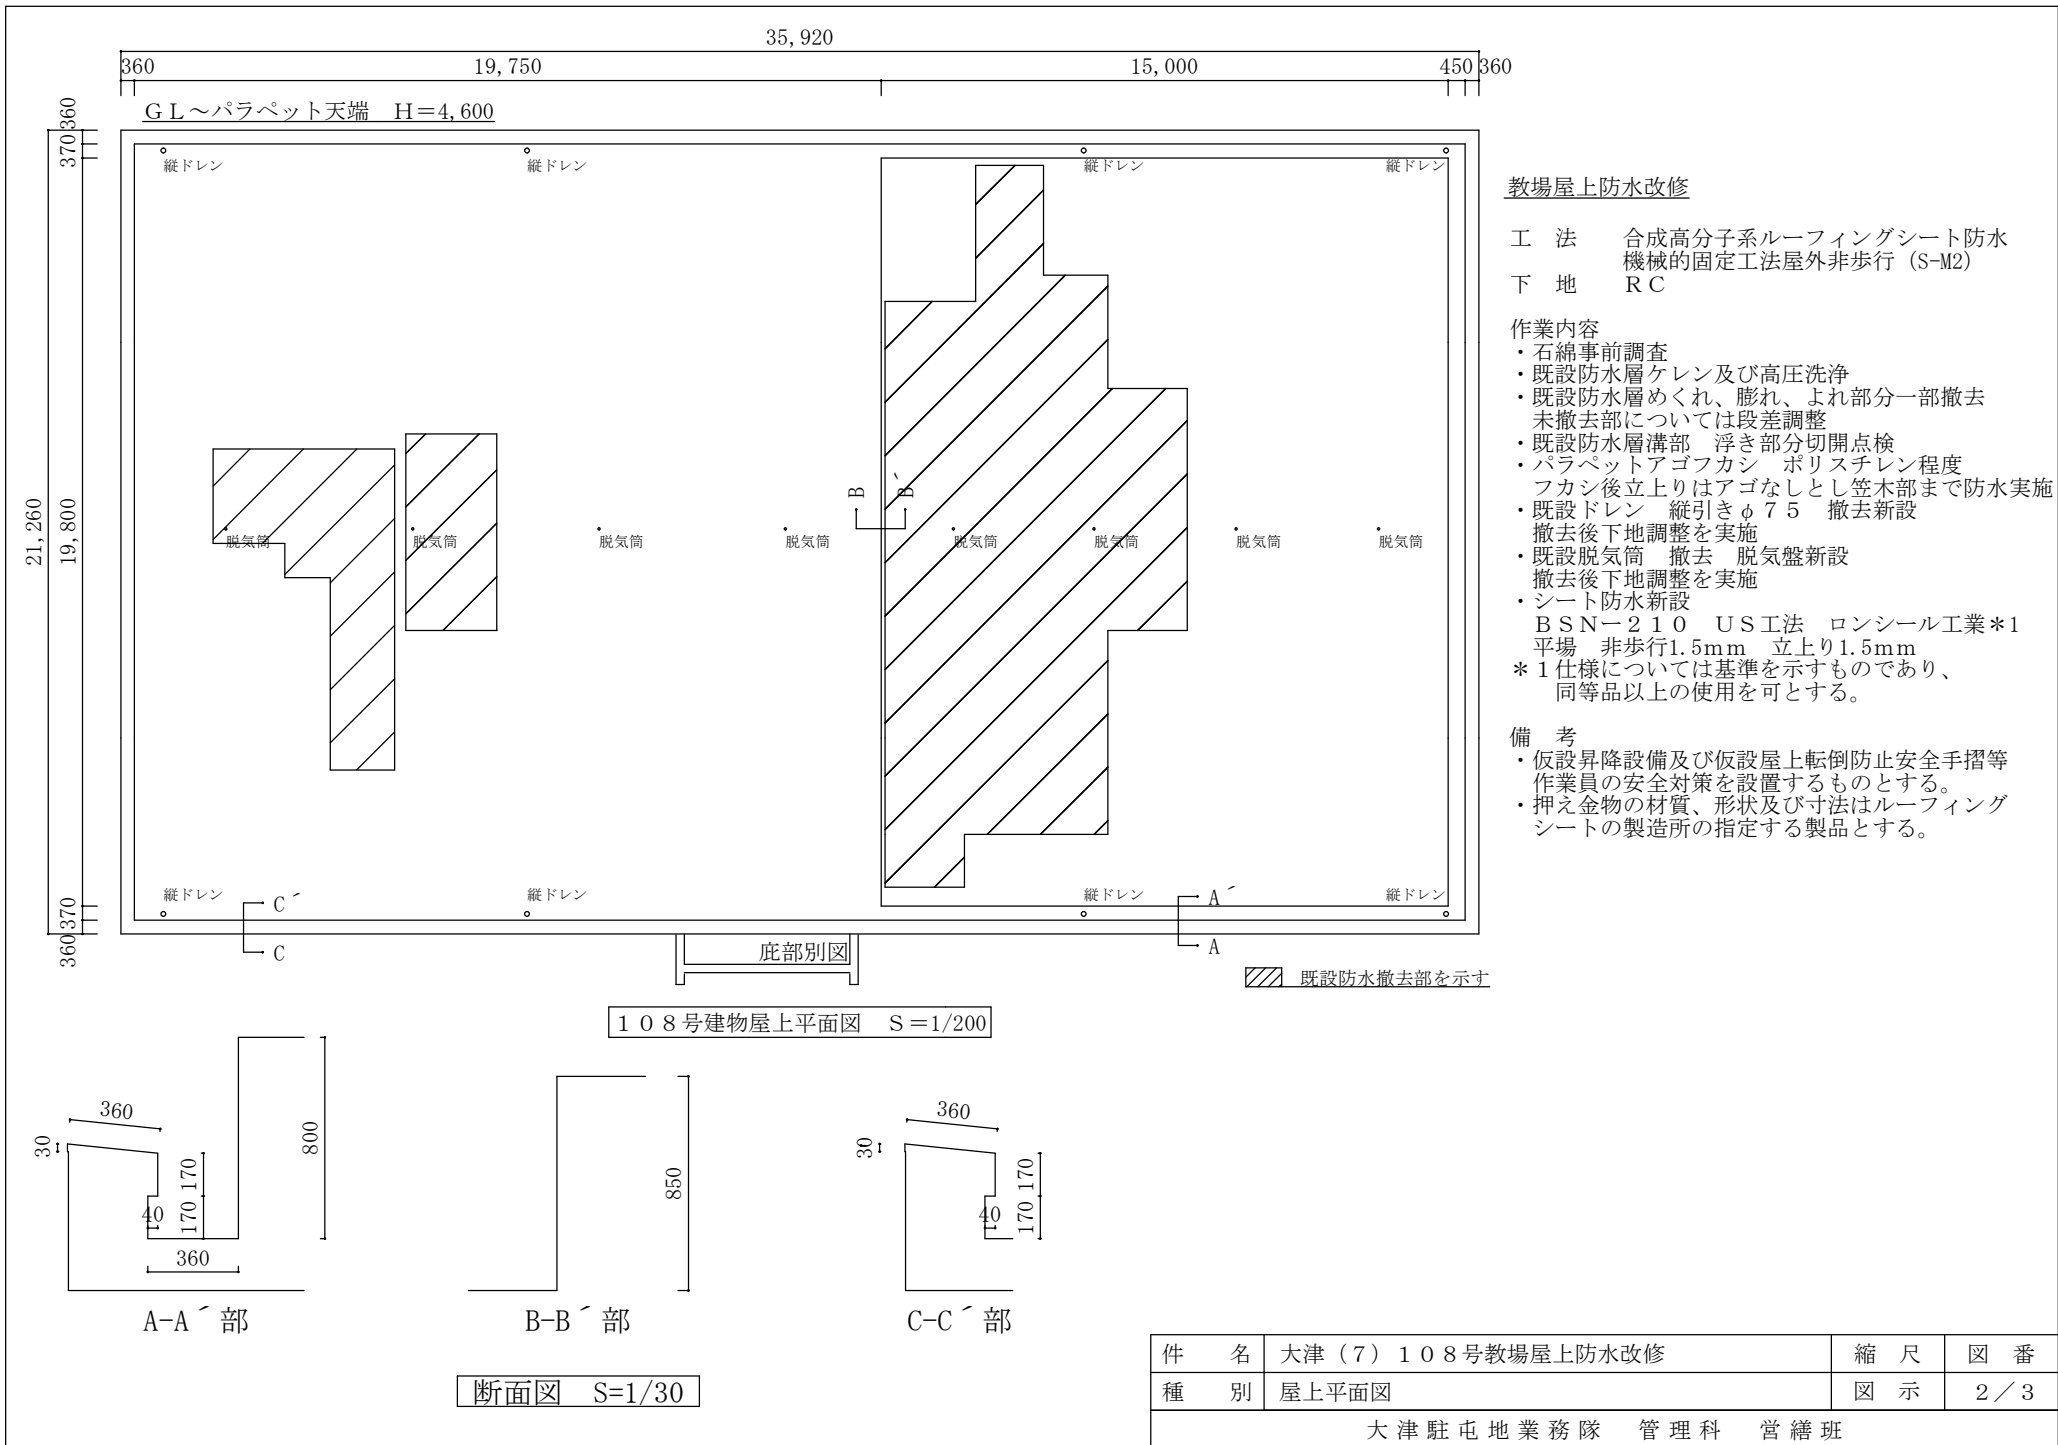 35,920
360
19,750
15,000
450
360
GL～パラペット天端　H＝4,600
360
370
21,260
19,800
370
360
縦ドレン
縦ドレン
縦ドレン
縦ドレン
B
B´
脱気筒
脱気筒
脱気筒
脱気筒
脱気筒
脱気筒
脱気筒
脱気筒
縦ドレン
縦ドレン
縦ドレン
縦ドレン
C´
C
A´
A
庇部別図
既設防水撤去部を示す
１０８号建物屋上平面図　S＝1/200
教場屋上防水改修
工　法　　合成高分子系ルーフィングシート防水
機械的固定工法屋外非歩行（S-M2）
下　地　　ＲＣ
作業内容
・石綿事前調査
・既設防水層ケレン及び高圧洗浄
・既設防水層めくれ、膨れ、よれ部分一部撤去
未撤去部については段差調整
・既設防水層溝部　浮き部分切開点検
・パラペットアゴフカシ　ポリスチレン程度
フカシ後立上りはアゴなしとし笠木部まで防水実施
・既設ドレン　縦引きφ７５　撤去新設
撤去後下地調整を実施
・既設脱気筒　撤去　脱気盤新設
撤去後下地調整を実施
・シート防水新設
ＢＳＮー２１０　ＵＳ工法　ロンシール工業＊1
平場　非歩行1.5mm　立上り1.5mm
＊１仕様については基準を示すものであり、
同等品以上の使用を可とする。
備　考
・仮設昇降設備及び仮設屋上転倒防止安全手摺等
作業員の安全対策を設置するものとする。
・押え金物の材質、形状及び寸法はルーフィング
シートの製造所の指定する製品とする。
360
30
170
170
40
360
800
A-A´部
850
B-B´部
360
30
170
170
40
C-C´部
断面図　S=1/30
件　名　大津（７）１０８号教場屋上防水改修　縮　尺　図　番
種　別　屋上平面図　図　示　２／３
大津駐屯地業務隊　管理科　営繕班